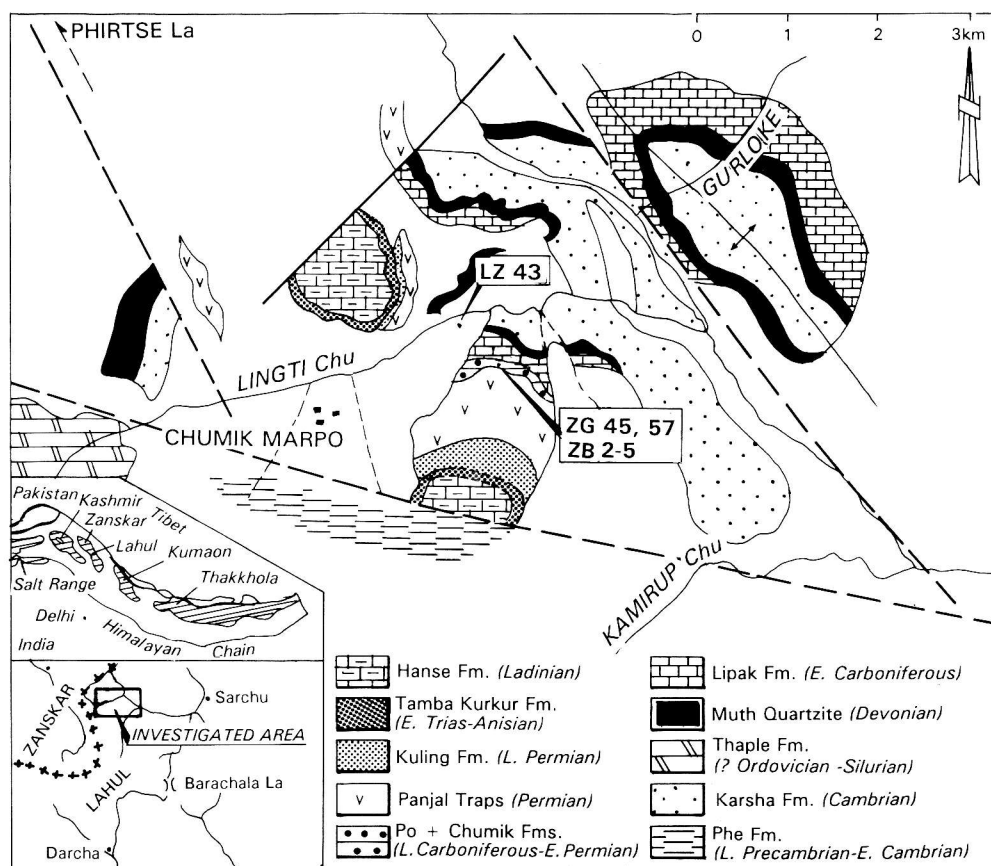 PHIRTSE La
0 1 2 3km
GURLOIKE
LZ 43
LINGTI Chu
CHUMIK MARPO
ZG 45, 57
ZB 2-5
KAMIRUP Chu
Pakistan
Kashmir
Tibet
Zanskar
Lahul
Kumaon
Salt Range
Thakkhola
Delhi
Himalayan Chain
India
ZANSKAR
Sarchu
INVESTIGATED AREA
LAHUL
Barachala La
Darcha
Hanse Fm. (Ladinian)
Tamba Kurkur Fm.
(E. Trias-Anisian)
Kuling Fm. (L. Permian)
Panjal Traps (Permian)
Po + Chumik Fms.
(L. Carboniferous-E. Permian)
Lipak Fm. (E. Carboniferous)
Muth Quartzite (Devonian)
Thaple Fm.
(? Ordovician -Silurian)
Karsha Fm. (Cambrian)
Phe Fm.
(L. Precambrian-E. Cambrian)